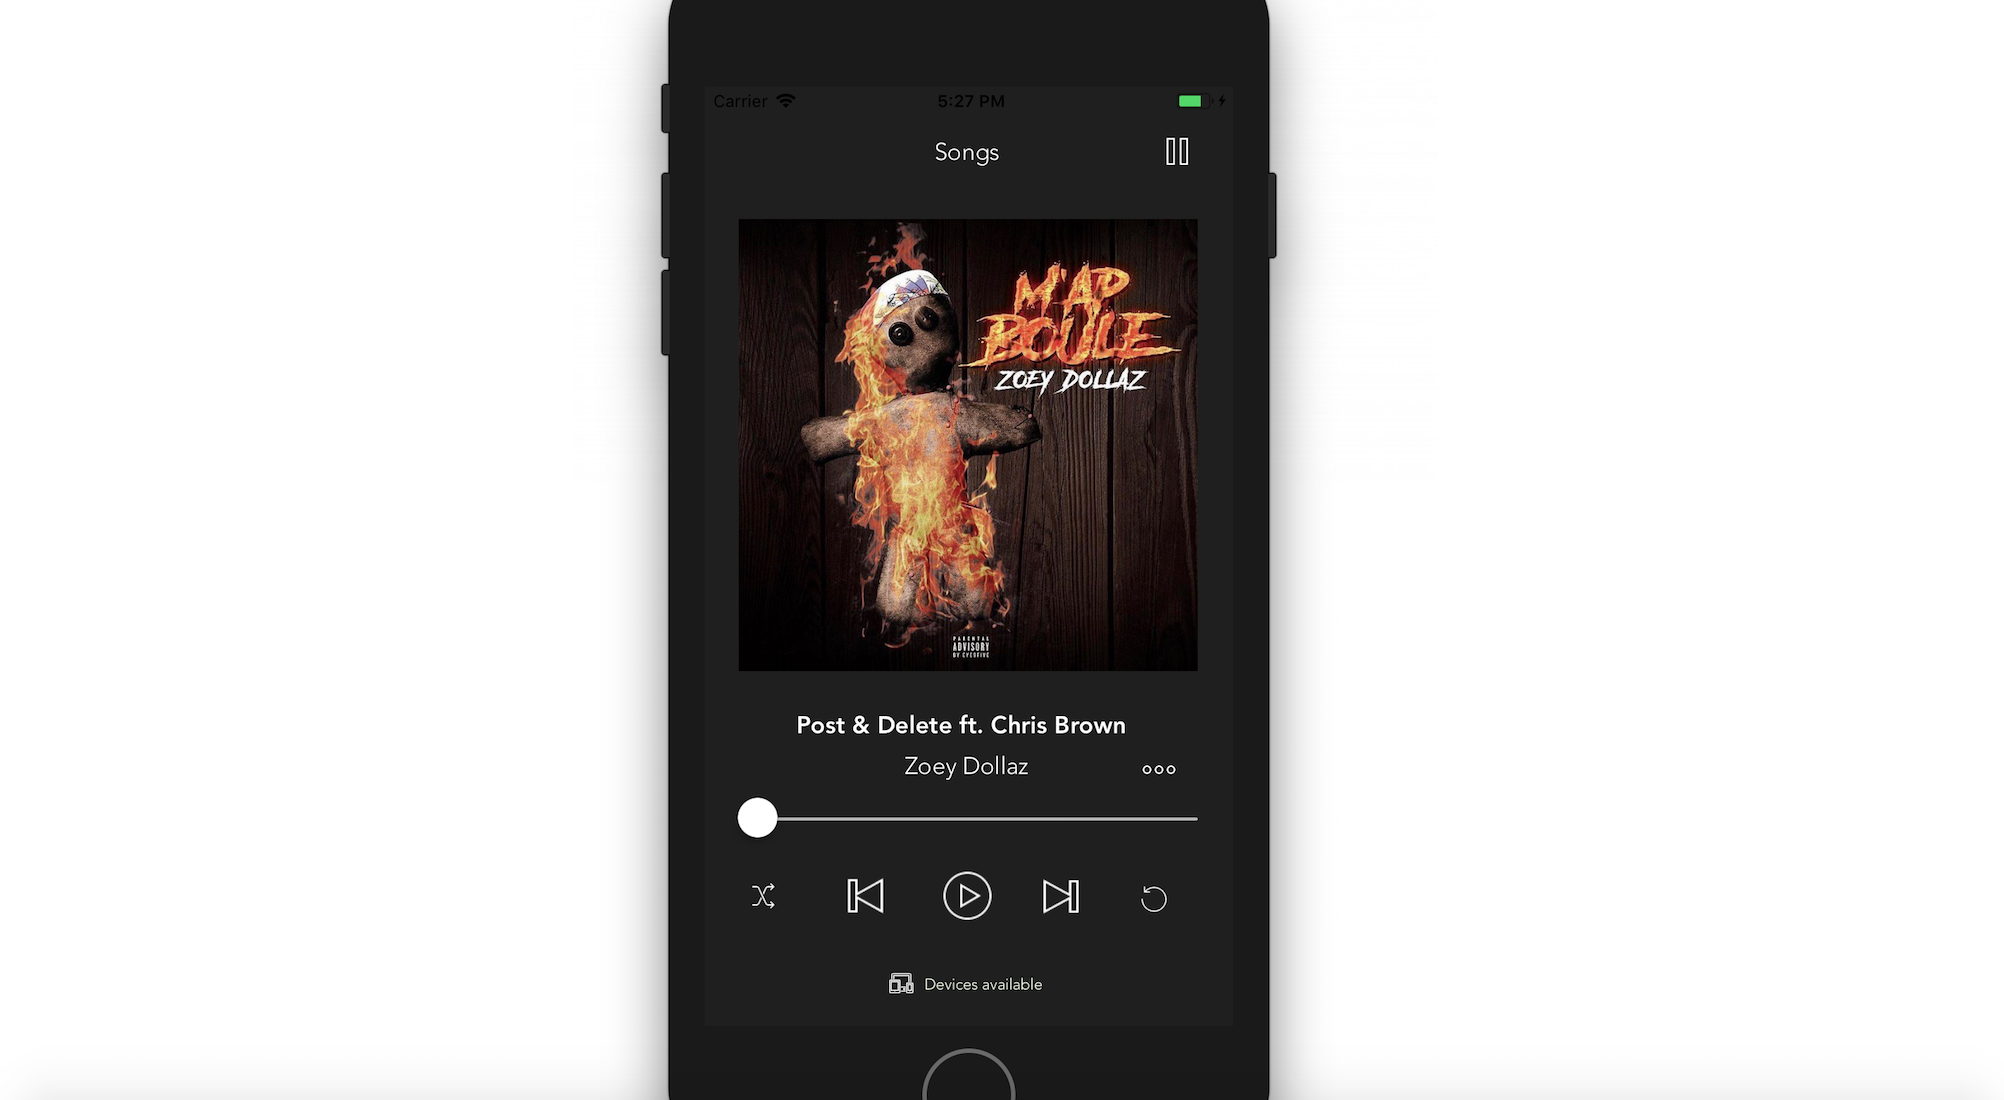 Carrier 5:27 PM
Songs
M'AP
BOULE
ZOEY DOLLAZ
PARENTAL
ADVISORY
Post & Delete ft. Chris Brown
Zoey Dollaz
Devices available